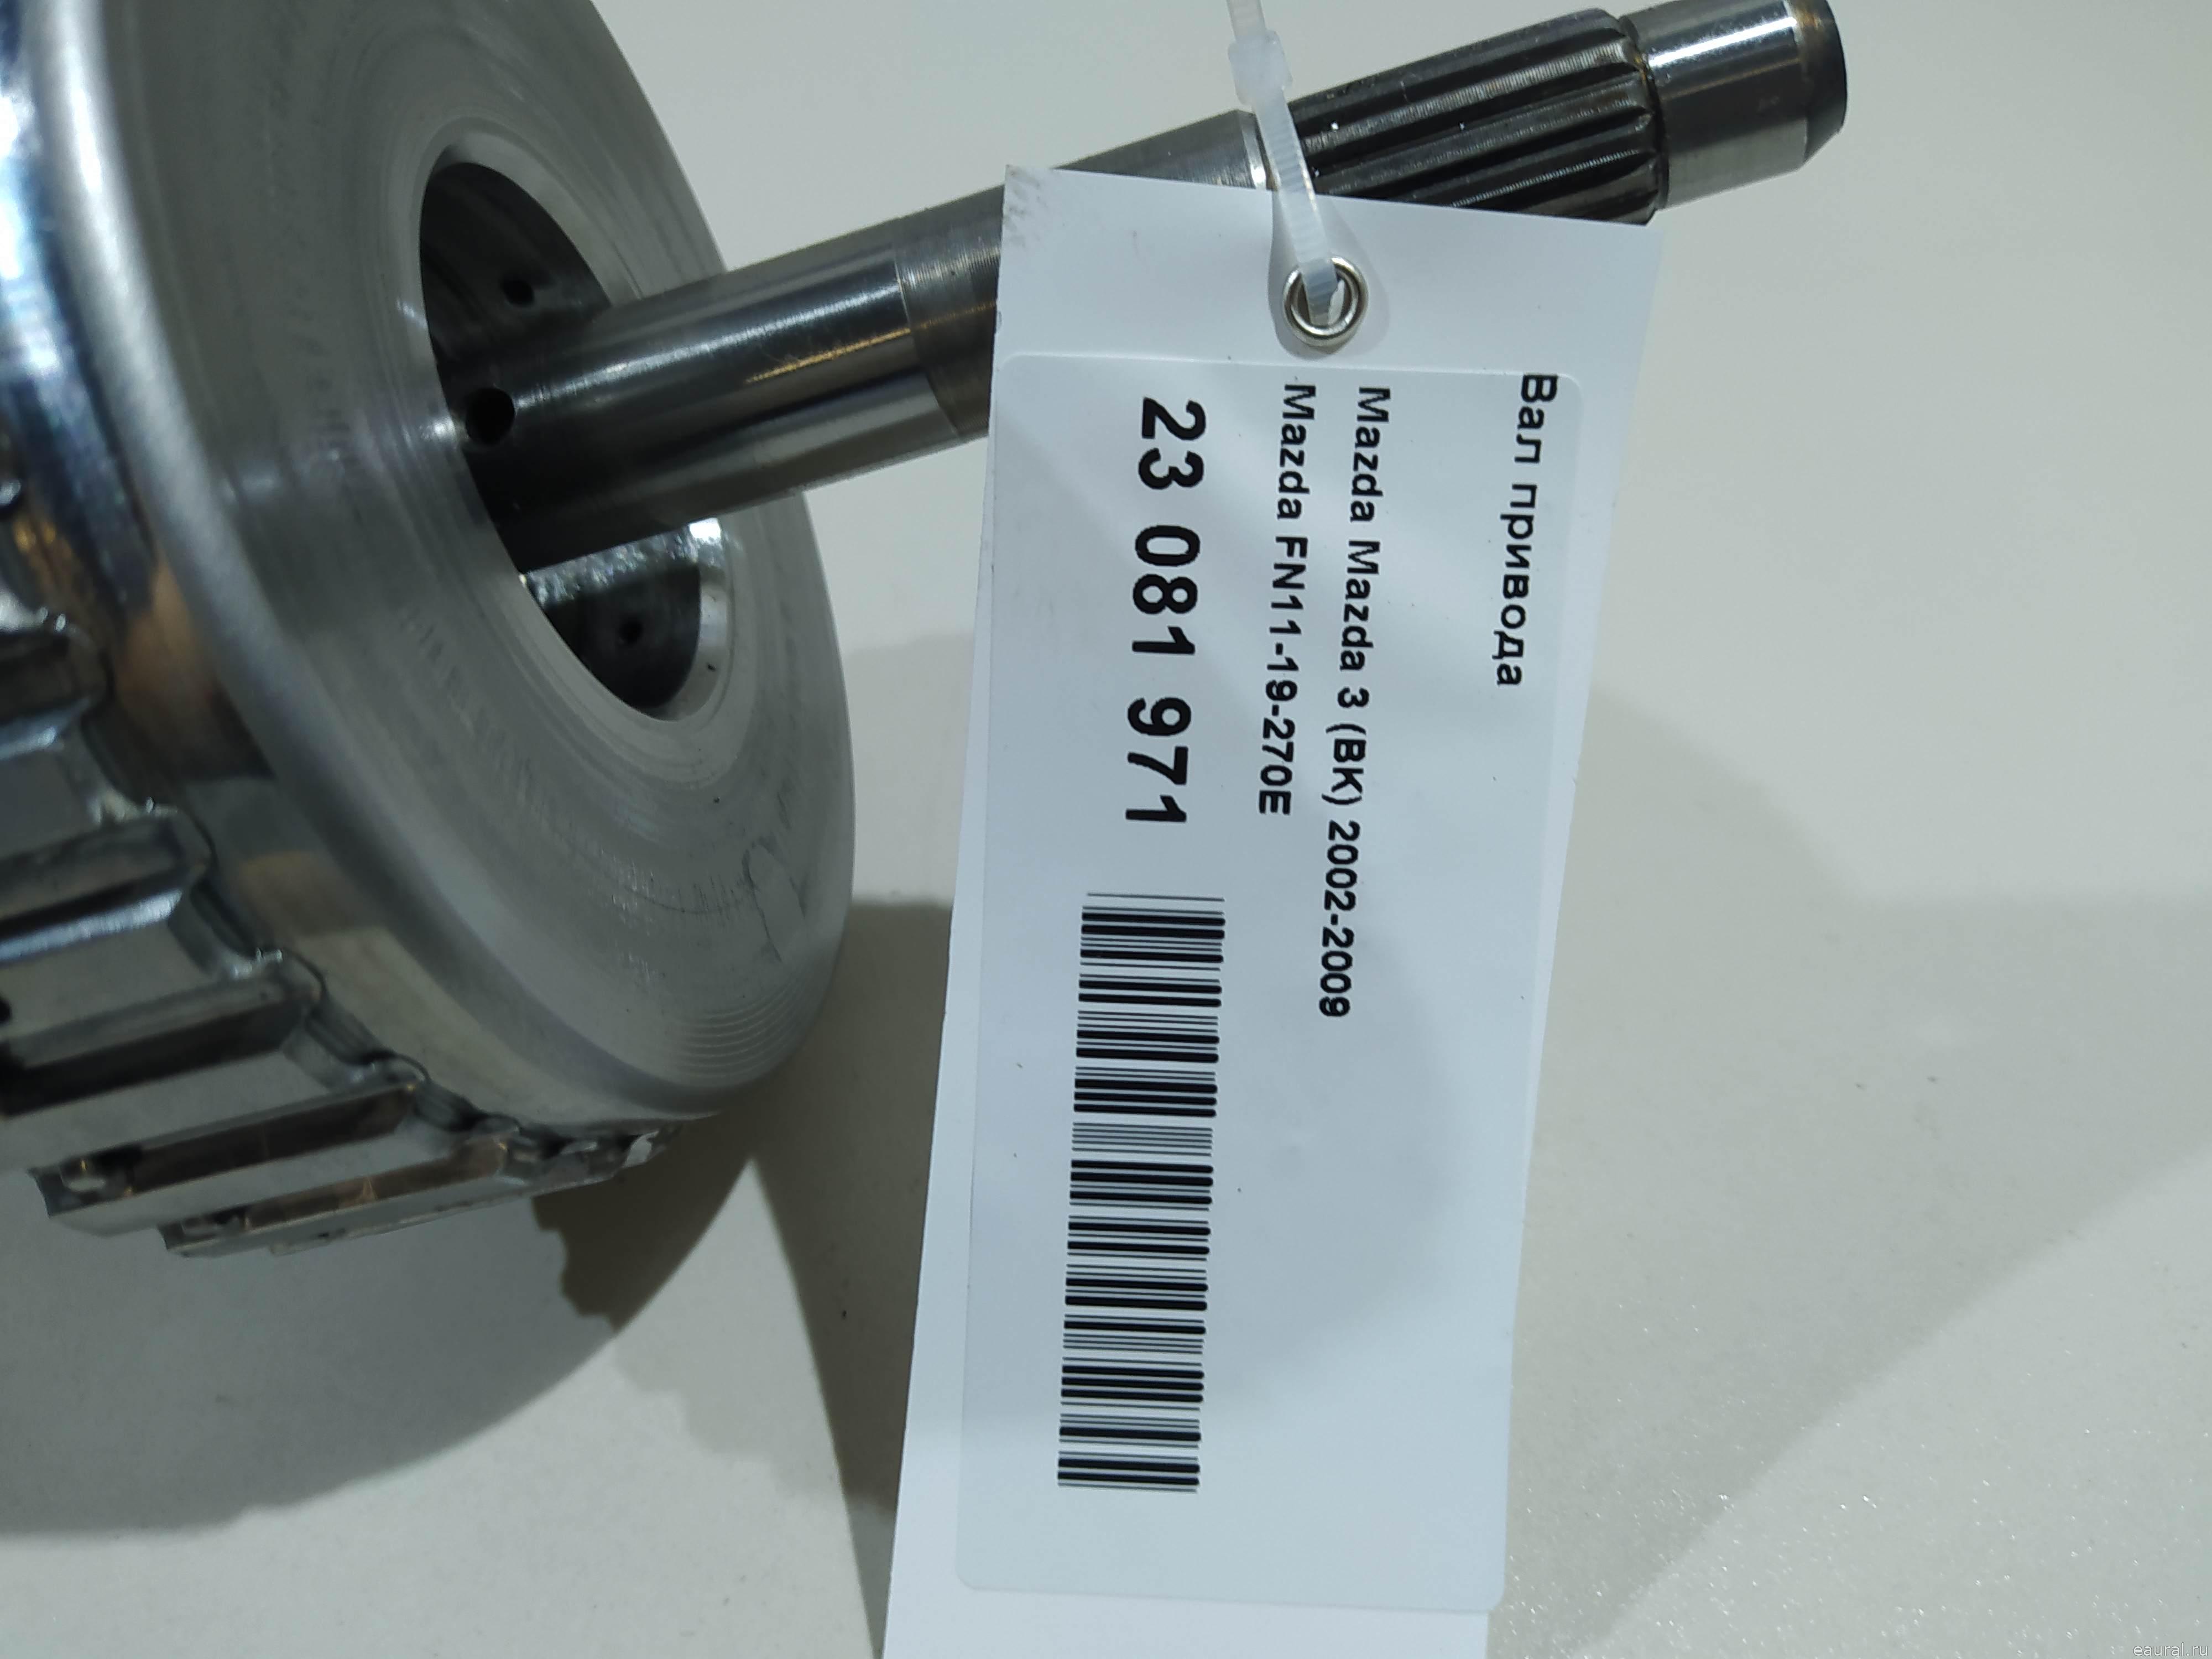 Вал привода
Mazda Mazda 3 (BK) 2002-2009
Mazda FN11-19-270E
23 081 971
eaural.ru